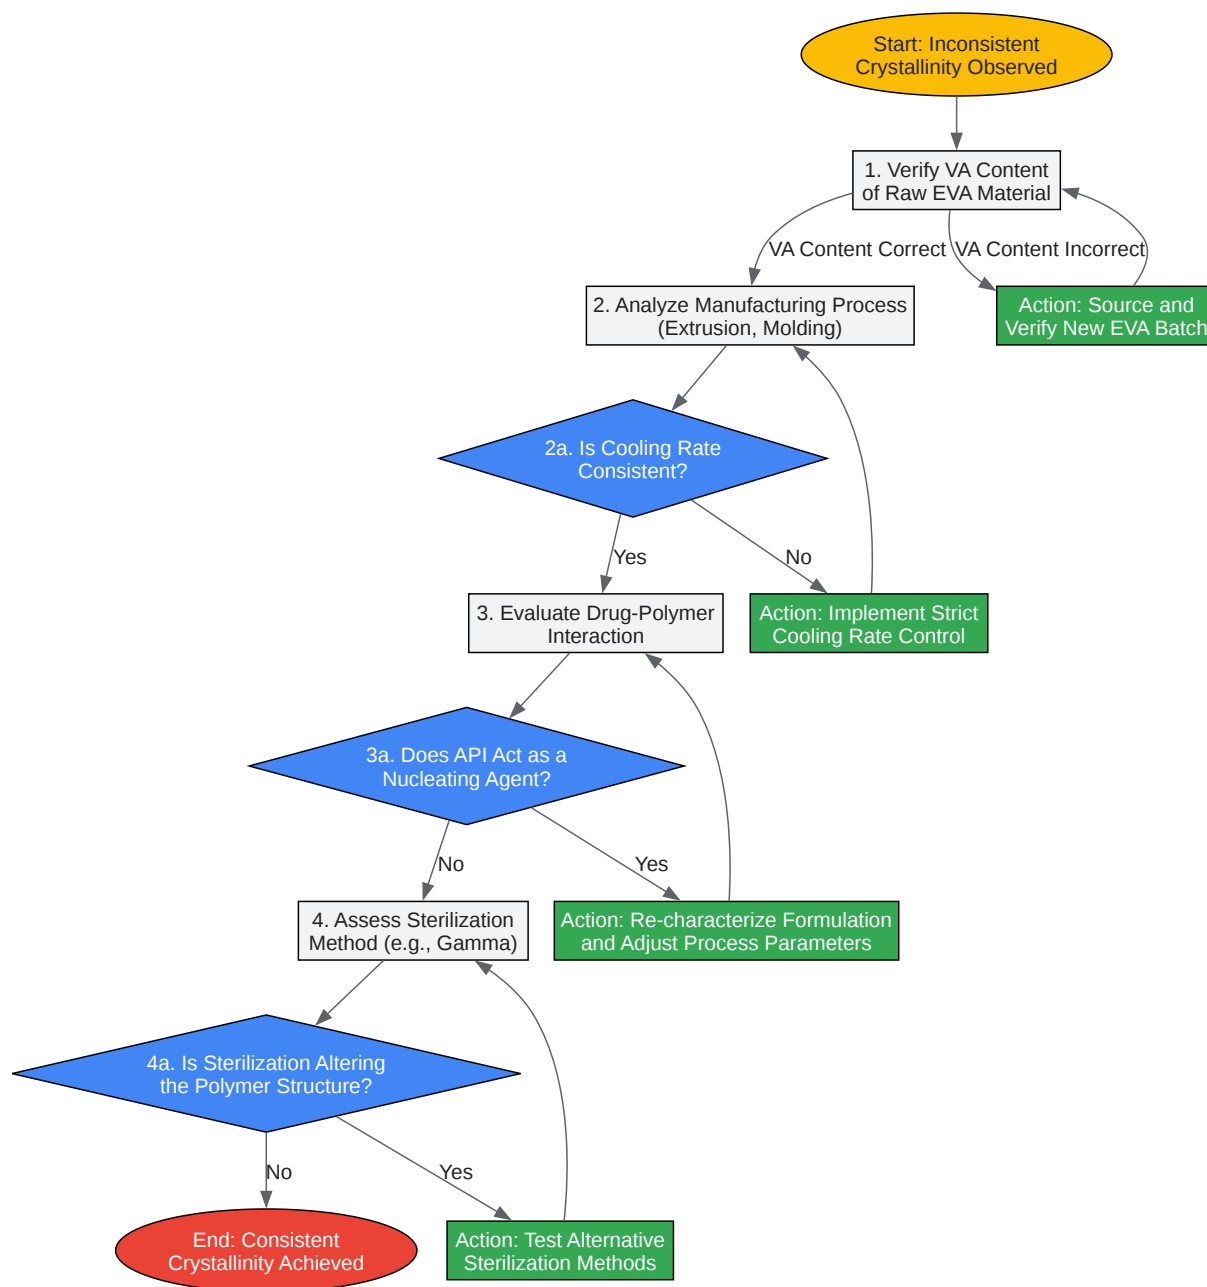 Start: Inconsistent
Crystallinity Observed
1. Verify VA Content
of Raw EVA Material
VA Content Correct
VA Content Incorrect
2. Analyze Manufacturing Process
(Extrusion, Molding)
Action: Source and
Verify New EVA Batch
2a. Is Cooling Rate
Consistent?
Yes
No
3. Evaluate Drug-Polymer
Interaction
Action: Implement Strict
Cooling Rate Control
3a. Does API Act as a
Nucleating Agent?
No
Yes
4. Assess Sterilization
Method (e.g., Gamma)
Action: Re-characterize Formulation
and Adjust Process Parameters
4a. Is Sterilization Altering
the Polymer Structure?
No
Yes
End: Consistent
Crystallinity Achieved
Action: Test Alternative
Sterilization Methods